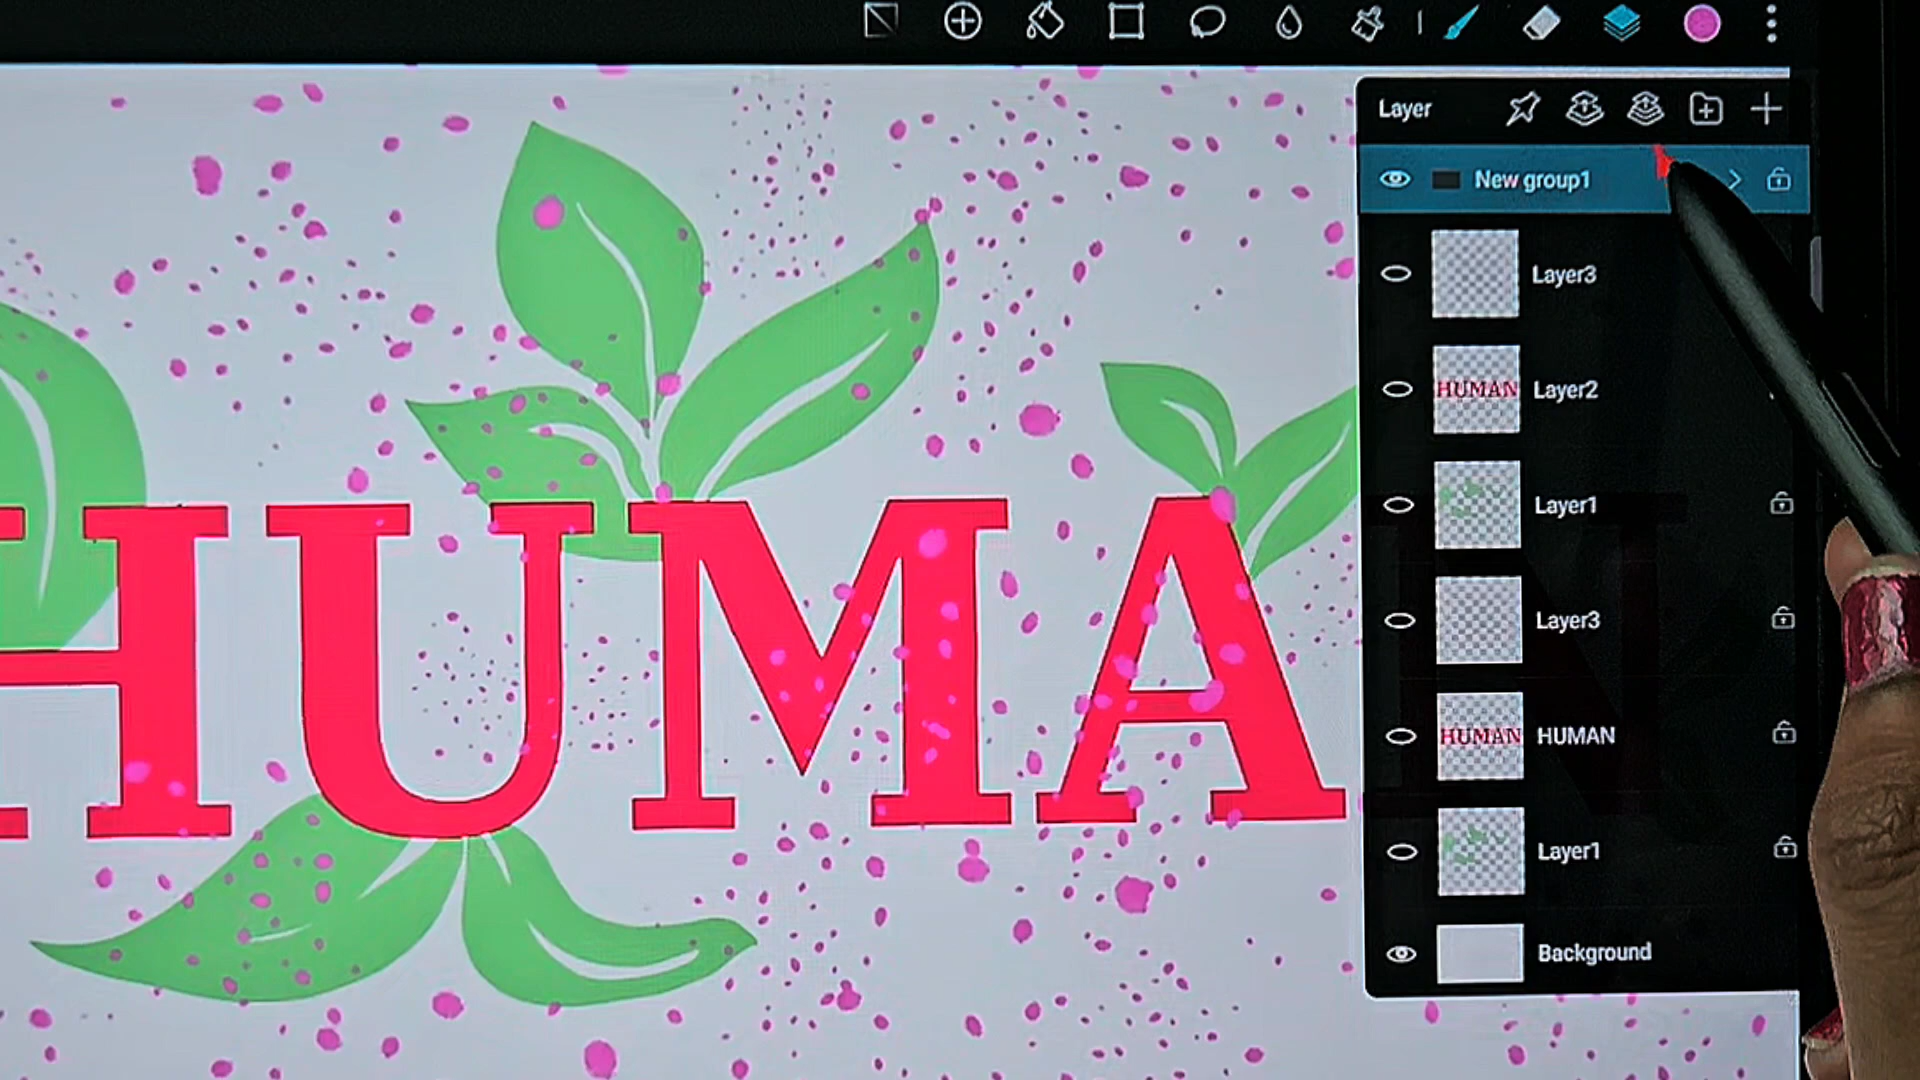 Layer
New group1
Layer3
HUMAN Layer2
Layer1
Layer3
HUMAN HUMAN
Layer1
Background
HUMA